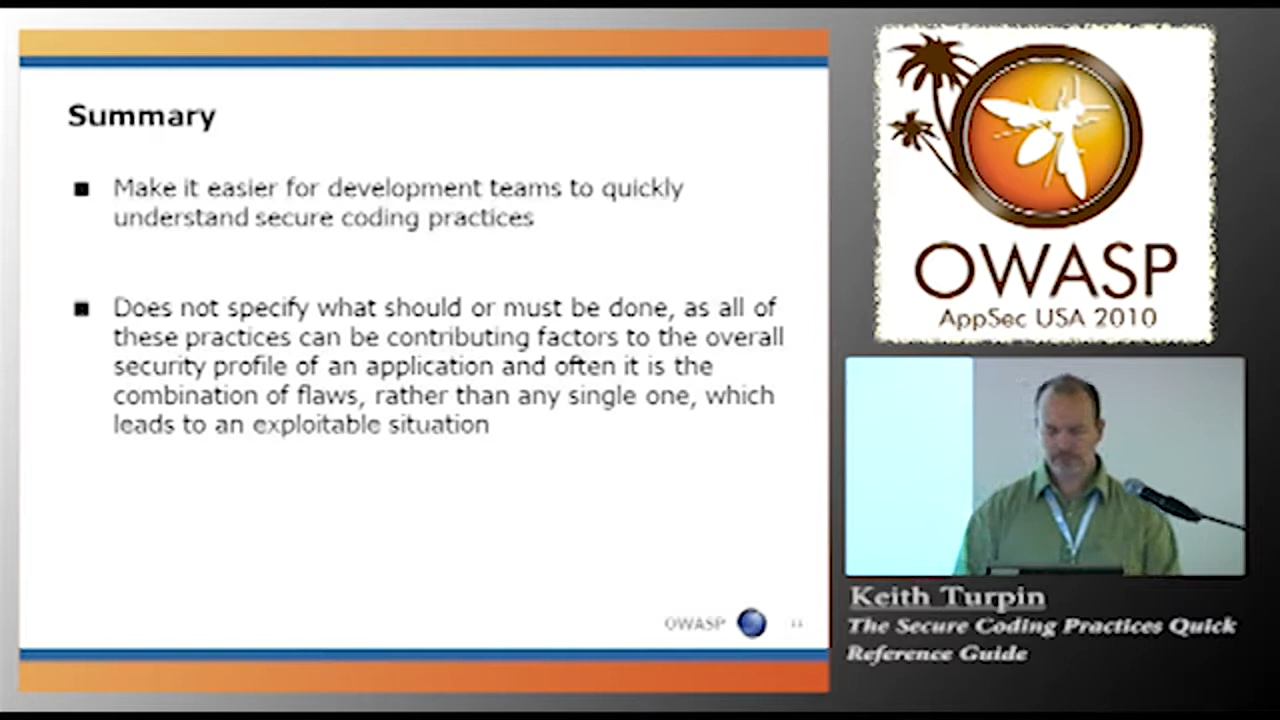 Summary
Make it easier for development teams to quickly
understand secure coding practices
Does not specify what should or must be done, as all of
these practices can be contributing factors to the overall
security profile of an application and often it is the
combination of flaws, rather than any single one, which
leads to an exploitable situation
OWASP
OWASP
AppSec USA 2010
Keith Turpin
The Secure Coding Practices Quick
Reference Guide